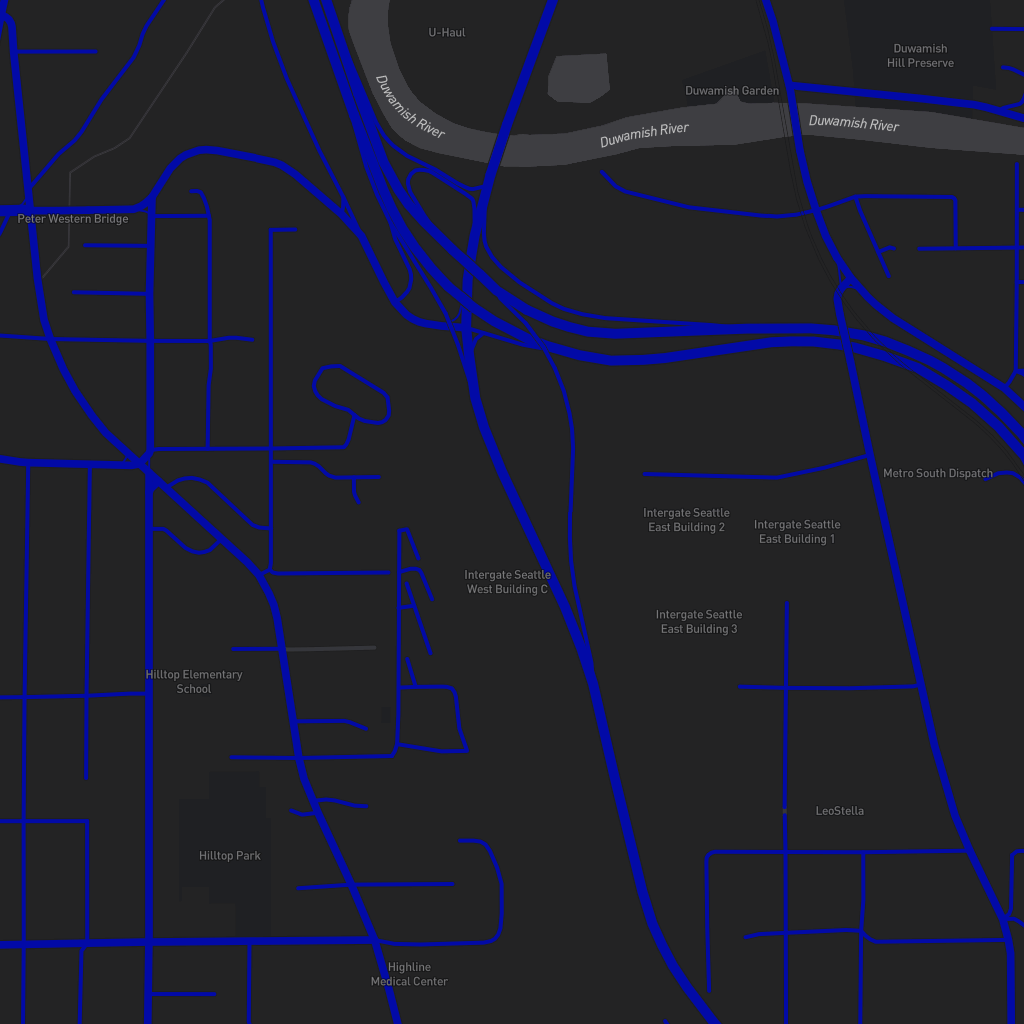 U-Haul
Duwamish
Hill Preserve
Duwamish Garden
Duwamish River
Duwamish River
Duwamish River
Peter Western Bridge
Metro South Dispatch
Intergate Seattle
East Building 2
Intergate Seattle
East Building 1
Intergate Seattle
West Building C
Intergate Seattle
East Building 3
Hilltop Elementary
School
LeoStella
Hilltop Park
Highline
Medical Center